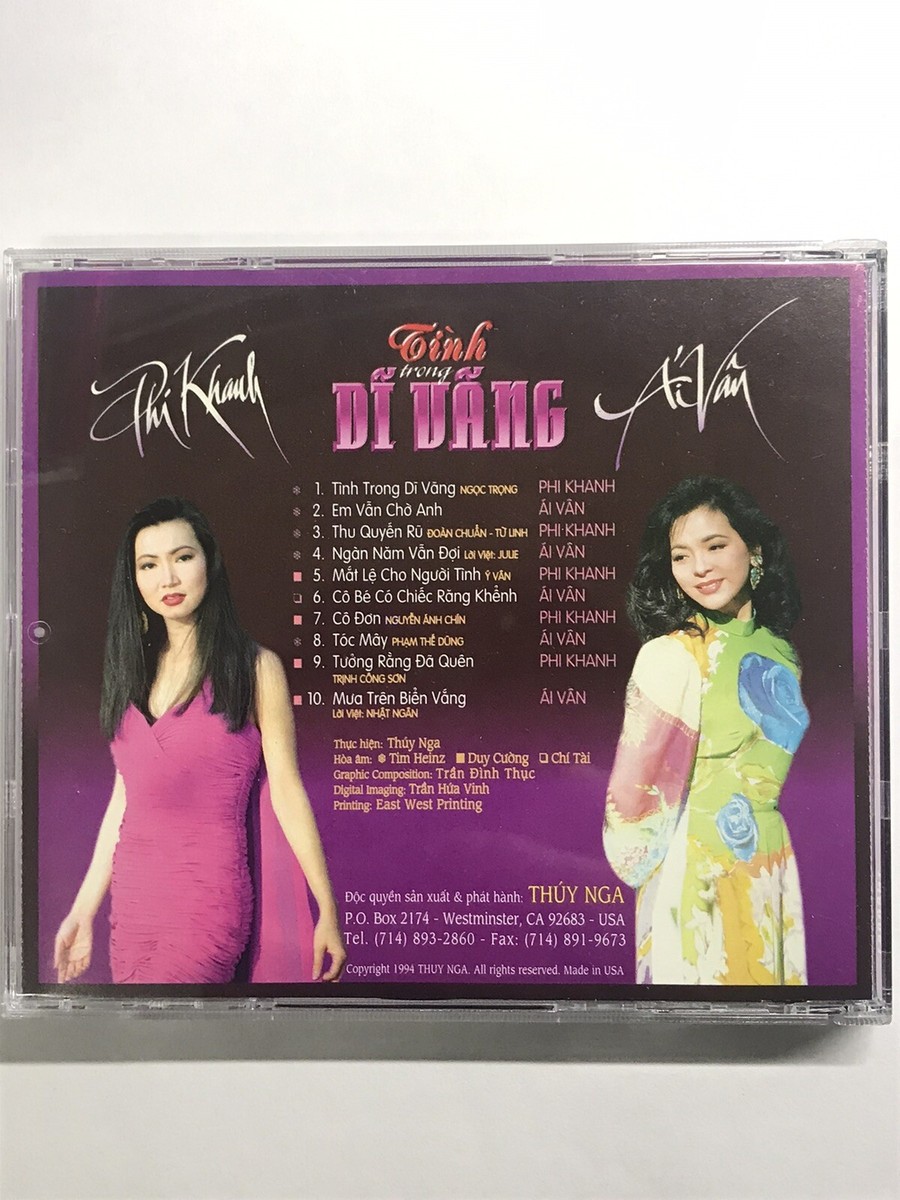 Phi Khanh
Tình
trong
DĨ VÃNG
Ái Vân
❄ 1. Tình Trong Dĩ Vãng NGỌC TRỌNG PHI KHANH
❄ 2. Em Vẫn Chờ Anh ÁI VÂN
❄ 3. Thu Quyến Rũ ĐOÀN CHUẨN - TỪ LINH PHI KHANH
❄ 4. Ngàn Năm Vẫn Đợi Lời Việt: JULIE ÁI VÂN
■ 5. Mắt Lệ Cho Người Tình Ý VÂN PHI KHANH
❏ 6. Cô Bé Có Chiếc Răng Khểnh ÁI VÂN
■ 7. Cô Đơn NGUYỄN ÁNH CHÍN PHI KHANH
❄ 8. Tóc Mây PHẠM THẾ DŨNG ÁI VÂN
■ 9. Tưởng Rằng Đã Quên PHI KHANH
TRỊNH CÔNG SƠN
■ 10. Mưa Trên Biển Vắng ÁI VÂN
Lời Việt: NHẬT NGÂN
Thực hiện: Thúy Nga
Hòa âm: ❄ Tim Heinz ■ Duy Cường ❏ Chí Tài
Graphic Composition: Trần Đình Thục
Digital Imaging: Trần Hứa Vinh
Printing: East West Printing
Độc quyền sản xuất & phát hành: THÚY NGA
P.O. Box 2174 - Westminster, CA 92683 - USA
Tel. (714) 893-2860 - Fax: (714) 891-9673
Copyright 1994 THUY NGA. All rights reserved. Made in USA